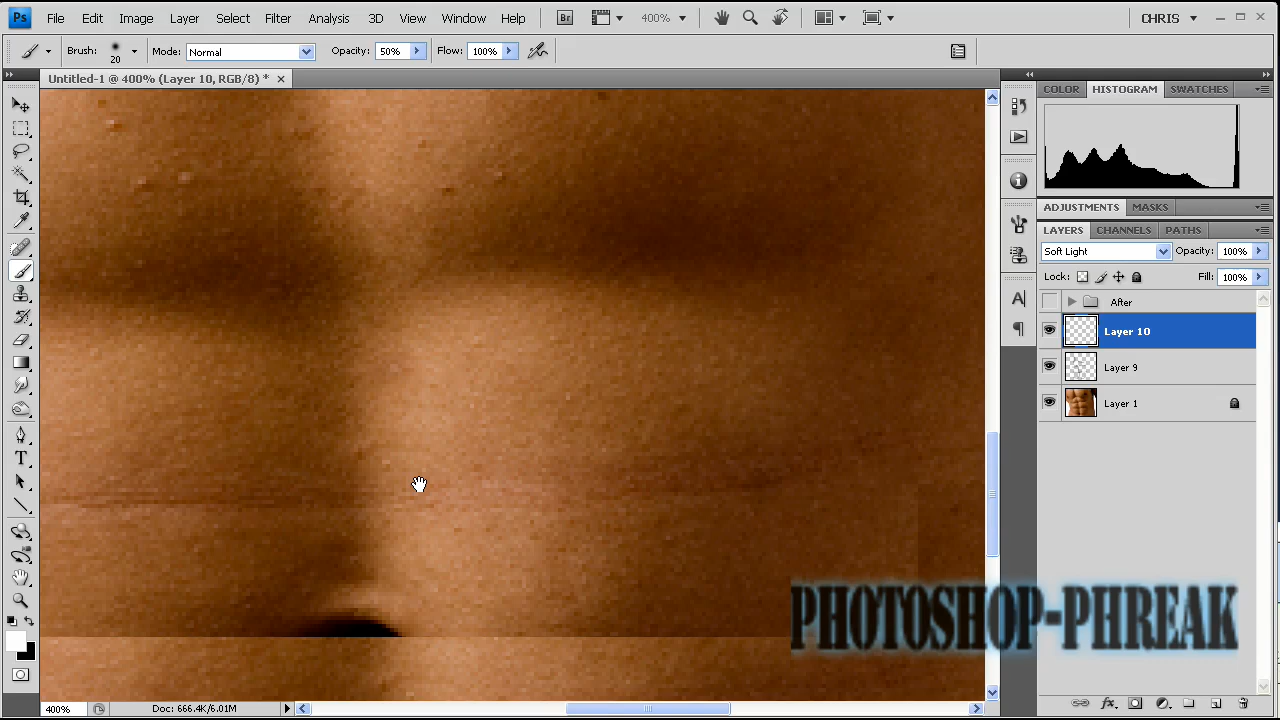 Ps File Edit Image Layer Select Filter Analysis 3D View Window Help Br 400% CHRIS
Brush: 20 Mode: Normal Opacity: 50% Flow: 100%
Untitled-1 @ 400% (Layer 10, RGB/8) *
COLOR HISTOGRAM SWATCHES
ADJUSTMENTS MASKS
LAYERS CHANNELS PATHS
Soft Light Opacity: 100%
Lock: Fill: 100%
After
Layer 10
Layer 9
Layer 1
PHOTOSHOP-PHREAK
400% Doc: 666.4K/6.01M